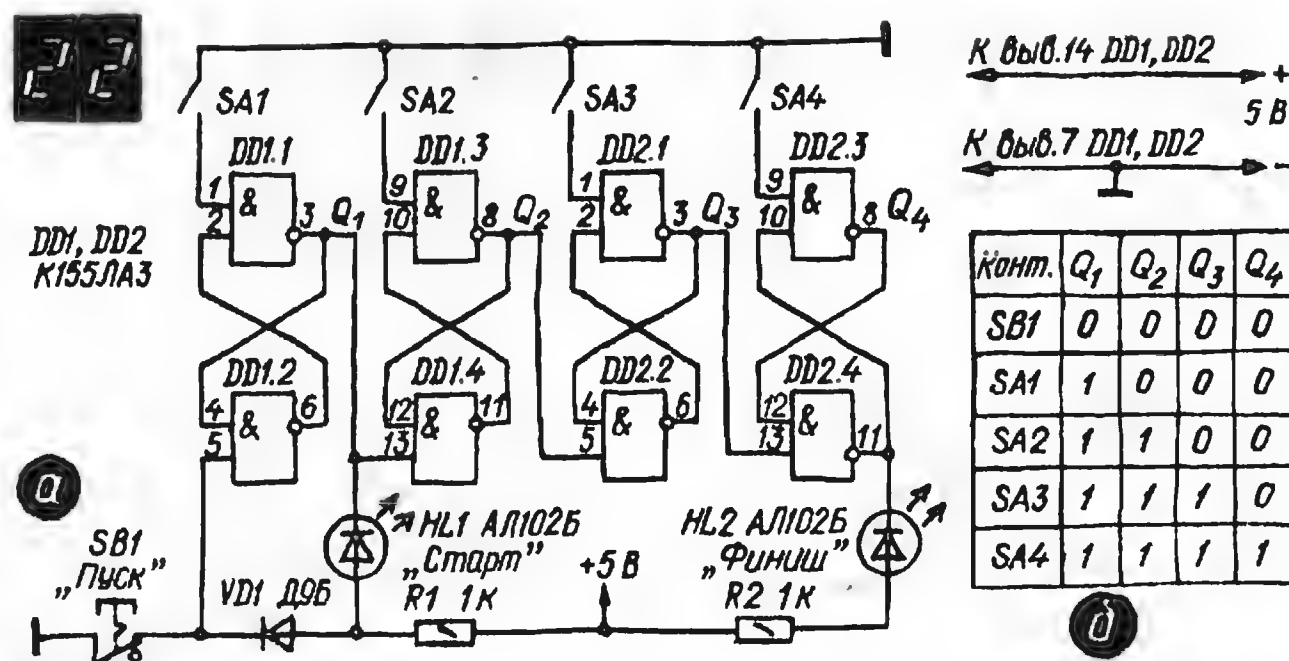 22
SA1
SA2
SA3
SA4
К выв.14 DD1, DD2
+
5 В
К выв.7 DD1, DD2
-
DD1, DD2
К155ЛА3
DD1.1
1
2
&
3
Q1
DD1.3
9
10
&
8
Q2
DD2.1
1
2
&
3
Q3
DD2.3
9
10
&
8
Q4
DD1.2
4
5
&
6
DD1.4
12
13
&
11
DD2.2
4
5
&
6
DD2.4
12
13
&
11
Конт. Q1 Q2 Q3 Q4
SB1 0 0 0 0
SA1 1 0 0 0
SA2 1 1 0 0
SA3 1 1 1 0
SA4 1 1 1 1
а
SB1
„Пуск”
VD1 Д9Б
HL1 АЛ102Б
„Старт”
R1 1К
+5 В
HL2 АЛ102Б
„Финиш”
R2 1К
б